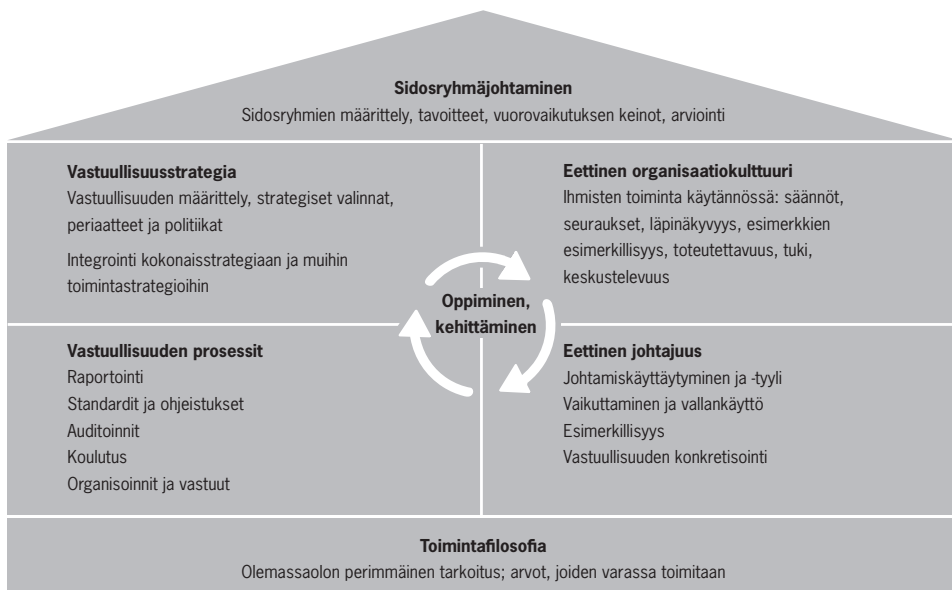 Sidosryhmäjohtaminen
Sidosryhmien määrittely, tavoitteet, vuorovaikutuksen keinot, arviointi
Vastuullisuusstrategia
Vastuullisuuden määrittely, strategiset valinnat,
periaatteet ja politiikat
Integrointi kokonaisstrategiaan ja muihin
toimintastrategioihin
Eettinen organisaatiokulttuuri
Ihmisten toiminta käytännössä: säännöt,
seuraukset, läpinäkyvyys, esimerkkien
esimerkillisyys, toteutettavuus, tuki,
keskustelevuus
Oppiminen,
kehittäminen
Vastuullisuuden prosessit
Raportointi
Standardit ja ohjeistukset
Auditoinnit
Koulutus
Organisoinnit ja vastuut
Eettinen johtajuus
Johtamiskäyttäytyminen ja -tyyli
Vaikuttaminen ja vallankäyttö
Esimerkillisyys
Vastuullisuuden konkretisointi
Toimintafilosofia
Olemassaolon perimmäinen tarkoitus; arvot, joiden varassa toimitaan